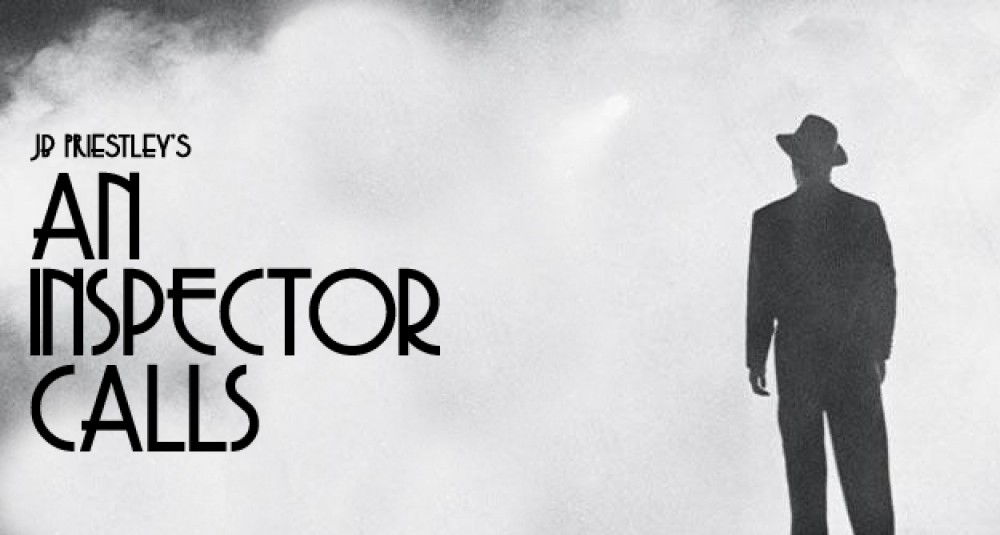 JB PRIESTLEY'S
AN
INSPECTOR
CALLS